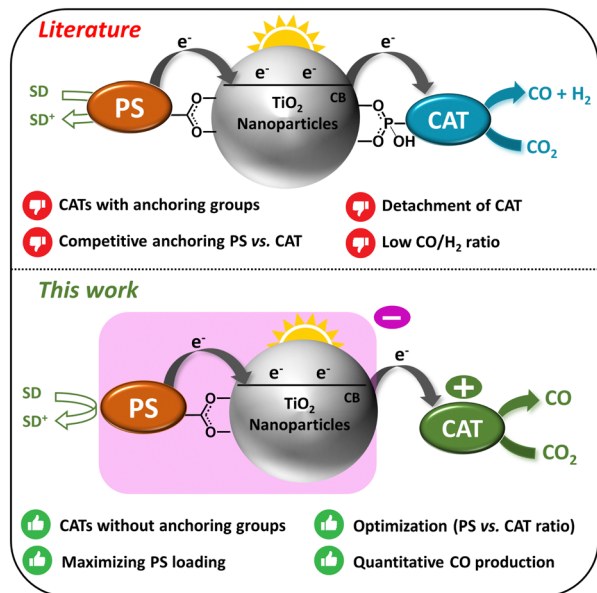 Literature
e⁻
e⁻
SD
SD⁺
PS
O
O
e⁻ e⁻
CB
TiO₂
Nanoparticles
O
O
P
O
OH
CAT
CO + H₂
CO₂
CATs with anchoring groups
Detachment of CAT
Competitive anchoring PS vs. CAT
Low CO/H₂ ratio
This work
−
e⁻
e⁻
SD
SD⁺
PS
O
O
e⁻ e⁻
CB
TiO₂
Nanoparticles
+
CAT
CO
CO₂
CATs without anchoring groups
Optimization (PS vs. CAT ratio)
Maximizing PS loading
Quantitative CO production